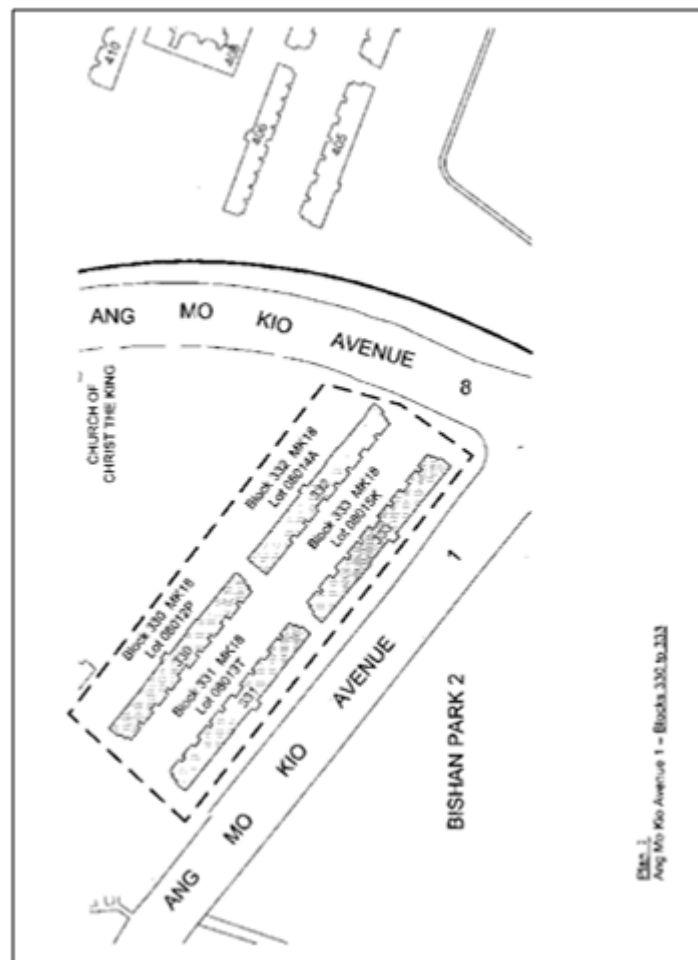 410
408
406
405
ANG MO KIO AVENUE 8
CHURCH OF
CHRIST THE KING
Block 332 MK18
Lot 08014A
332
Block 333 MK18
Lot 08015K
333
Block 330 MK18
Lot 08012P
330
Block 331 MK18
Lot 08013T
331
ANG MO KIO AVENUE 1
BISHAN PARK 2
Plan 1
Ang Mo Kio Avenue 1 – Blocks 330 to 333